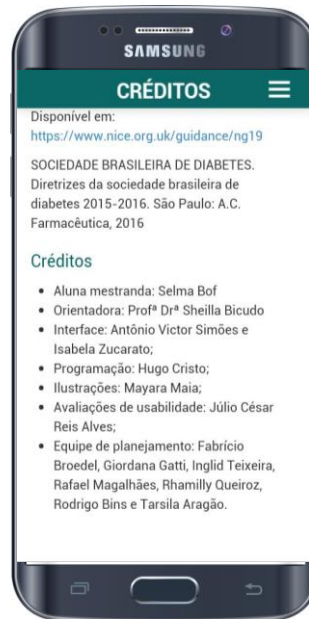 SAMSUNG
CRÉDITOS
Disponível em:
https://www.nice.org.uk/guidance/ng19
SOCIEDADE BRASILEIRA DE DIABETES.
Diretrizes da sociedade brasileira de
diabetes 2015-2016. São Paulo: A.C.
Farmacêutica, 2016
Créditos
• Aluna mestranda: Selma Bof
• Orientadora: Profª Drª Sheilla Bicudo
• Interface: Antônio Victor Simões e
Isabela Zucarato;
• Programação: Hugo Cristo;
• Ilustrações: Mayara Maia;
• Avaliações de usabilidade: Júlio César
Reis Alves;
• Equipe de planejamento: Fabrício
Broedel, Giordana Gatti, Inglid Teixeira,
Rafael Magalhães, Rhamilly Queiroz,
Rodrigo Bins e Tarsila Aragão.